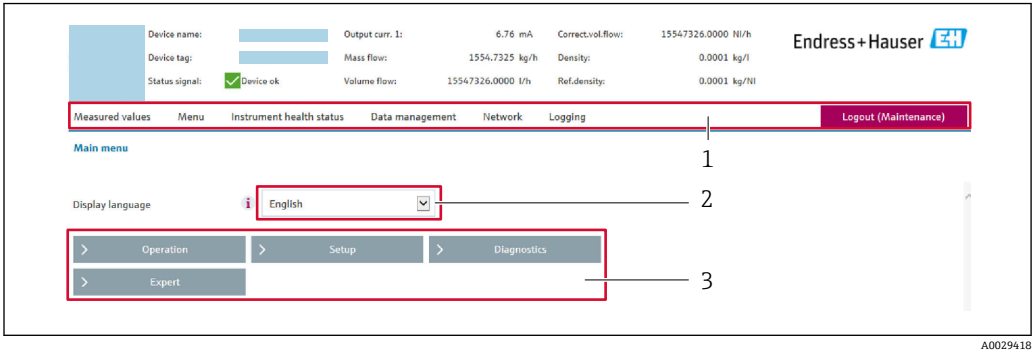 Device name: Output curr. 1: 6.76 mA Correct.vol.flow: 15547326.0000 Nl/h
Endress+Hauser EH
Device tag: Mass flow: 1554.7325 kg/h Density: 0.0001 kg/l
Status signal: Device ok Volume flow: 15547326.0000 l/h Ref.density: 0.0001 kg/Nl
Measured values Menu Instrument health status Data management Network Logging Logout (Maintenance)
1
Main menu
Display language i English 2
> Operation > Setup > Diagnostics
> Expert 3
A0029418